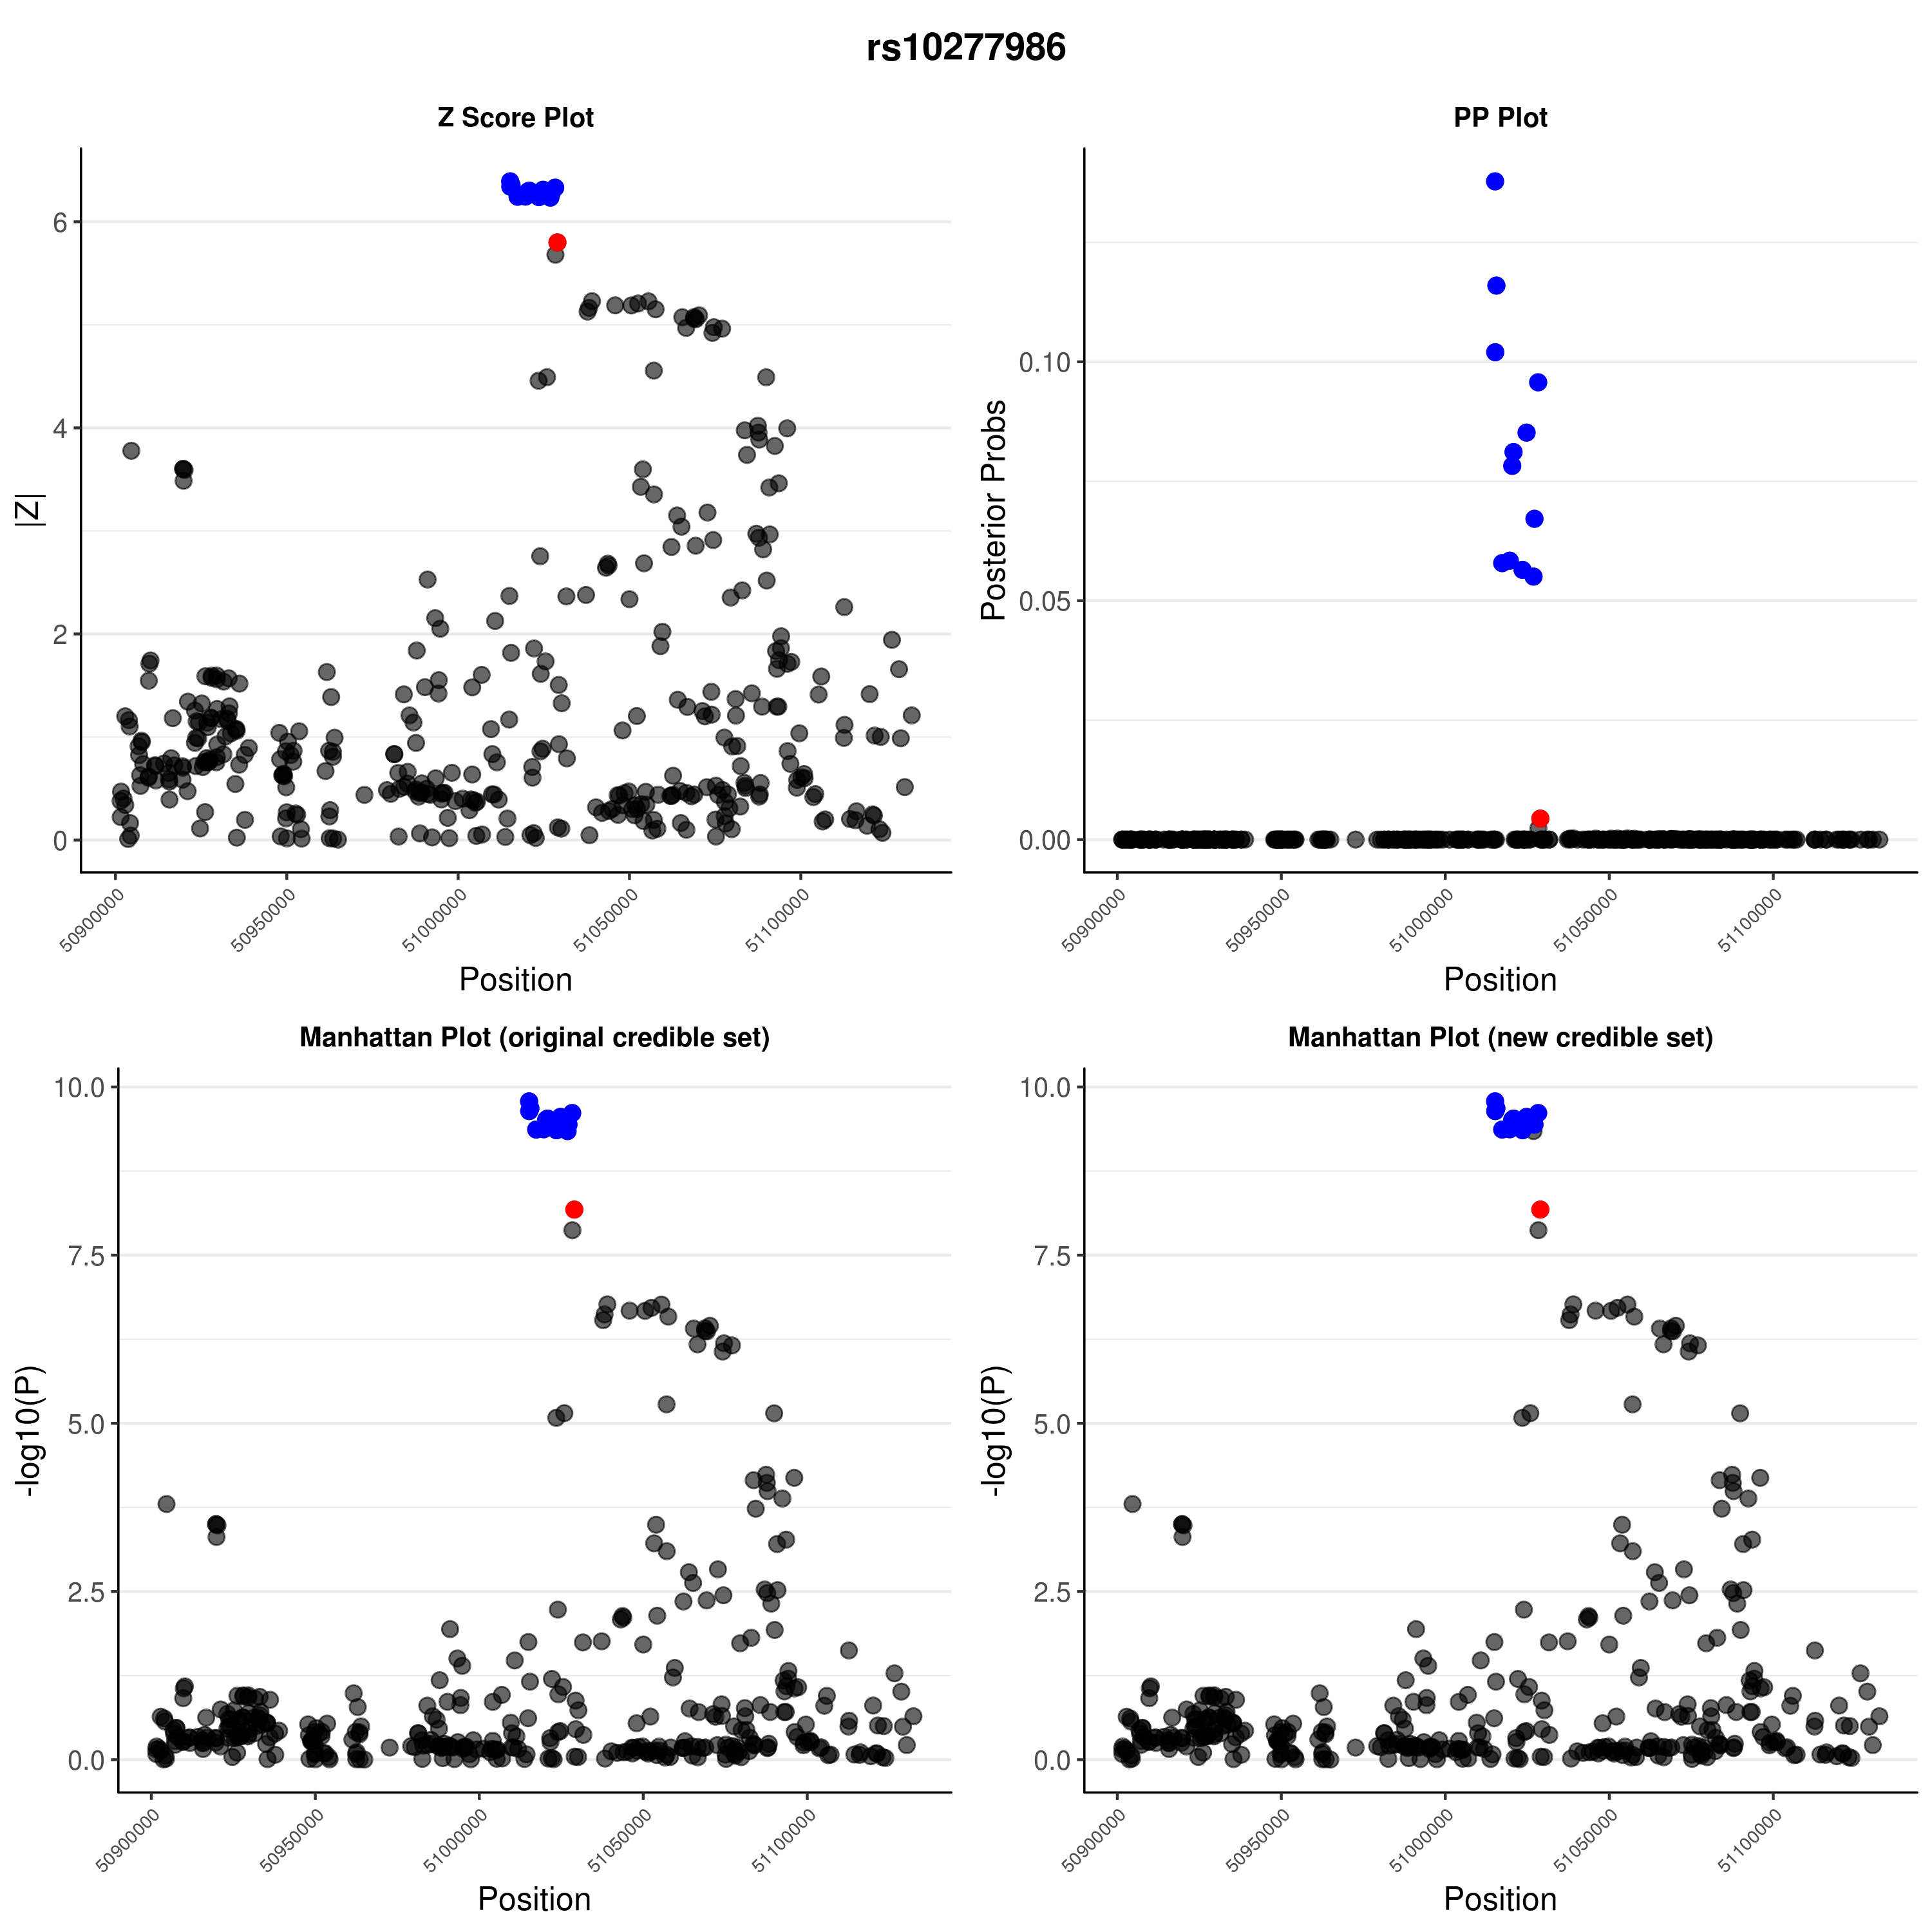 rs10277986
Z Score Plot
|Z|
6
4
2
0
50900000
50950000
51000000
51050000
51100000
Position
PP Plot
Posterior Probs
0.10
0.05
0.00
50900000
50950000
51000000
51050000
51100000
Position
Manhattan Plot (original credible set)
-log10(P)
10.0
7.5
5.0
2.5
0.0
50900000
50950000
51000000
51050000
51100000
Position
Manhattan Plot (new credible set)
-log10(P)
10.0
7.5
5.0
2.5
0.0
50900000
50950000
51000000
51050000
51100000
Position